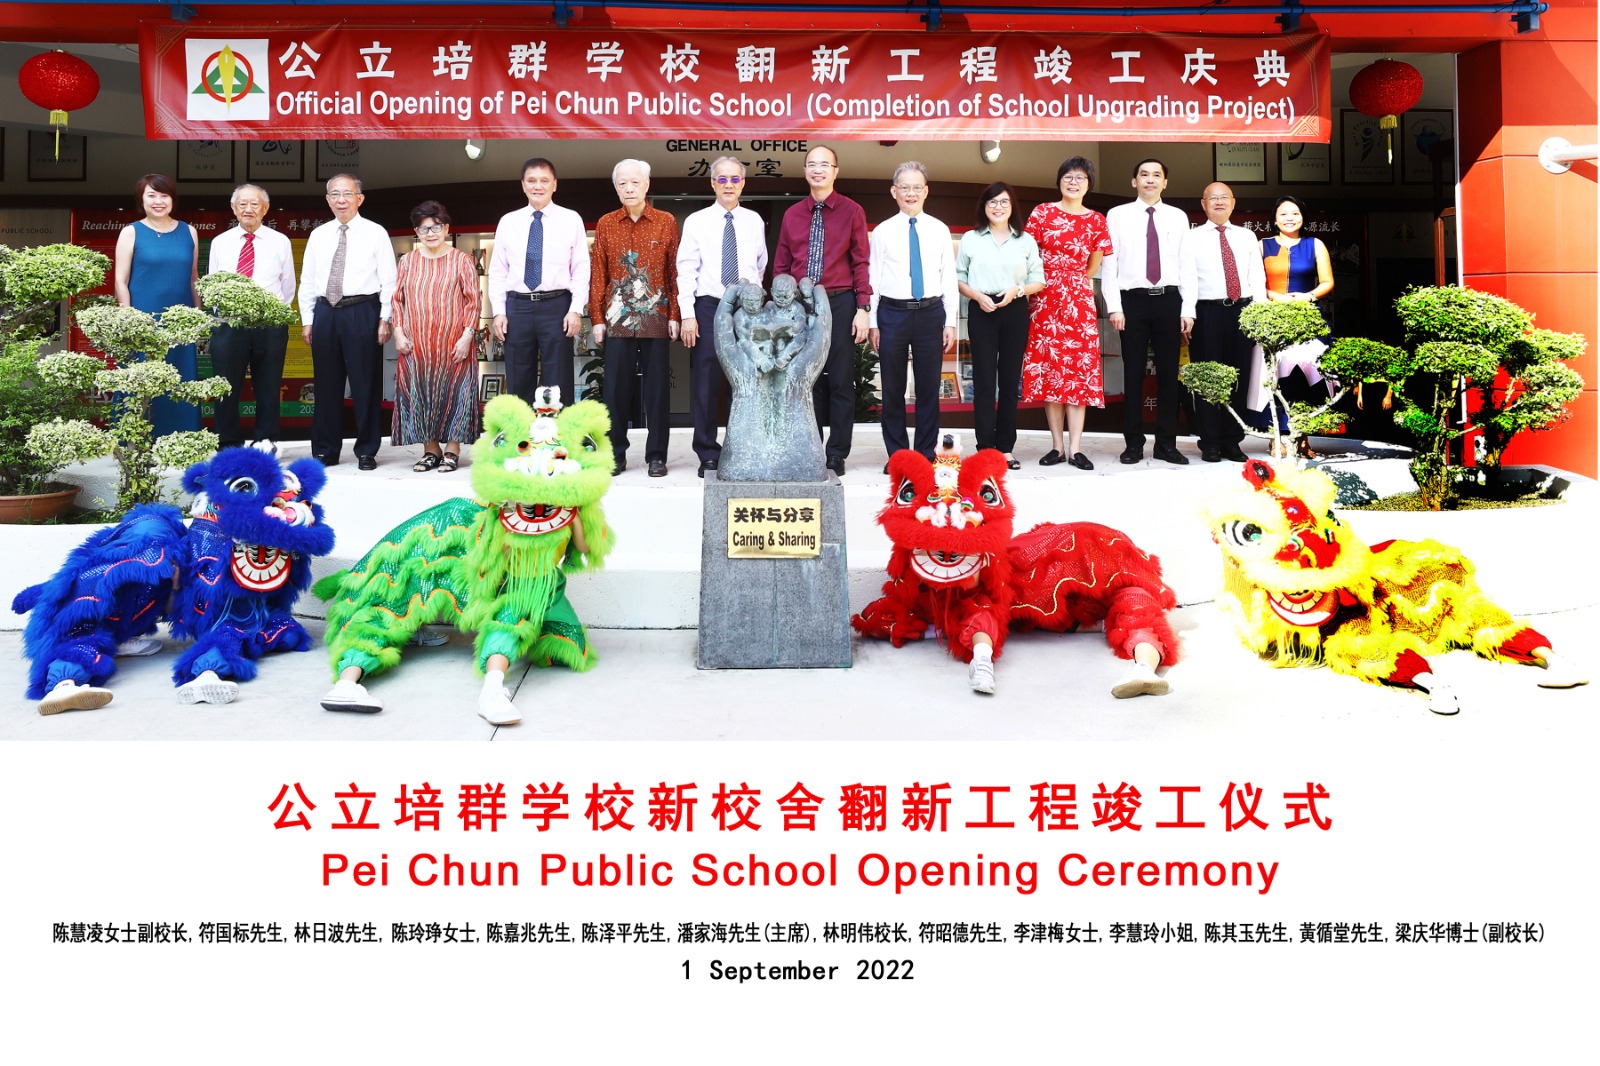 公立培群学校翻新工程竣工庆典
Official Opening of Pei Chun Public School (Completion of School Upgrading Project)
GENERAL OFFICE
室
PUBLIC SCHOOL
Reaching
关怀与分享
Caring & Sharing
公立培群学校新校舍翻新工程竣工仪式
Pei Chun Public School Opening Ceremony
陈慧凌女士副校长, 符国标先生, 林日波先生, 陈玲琤女士, 陈嘉兆先生, 陈泽平先生, 潘家海先生(主席), 林明伟校长, 符昭德先生, 李津梅女士, 李慧玲小姐, 陈其玉先生, 黄循堂先生, 梁庆华博士(副校长)
1 September 2022